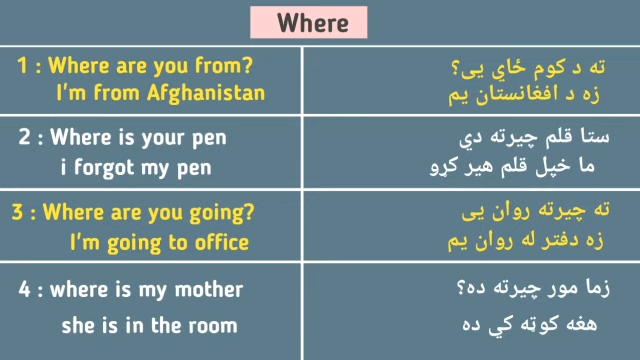 Where
1 : Where are you from?
ته د کوم ځاي یی؟
I'm from Afghanistan
زه د افغانستان یم
2 : Where is your pen
ستا قلم چیرته دي
i forgot my pen
ما خپل قلم هیر کړو
3 : Where are you going?
ته چیرته روان یی
I'm going to office
زه دفتر له روان یم
4 : where is my mother
زما مور چیرته ده؟
she is in the room
هغه کوټه کي ده